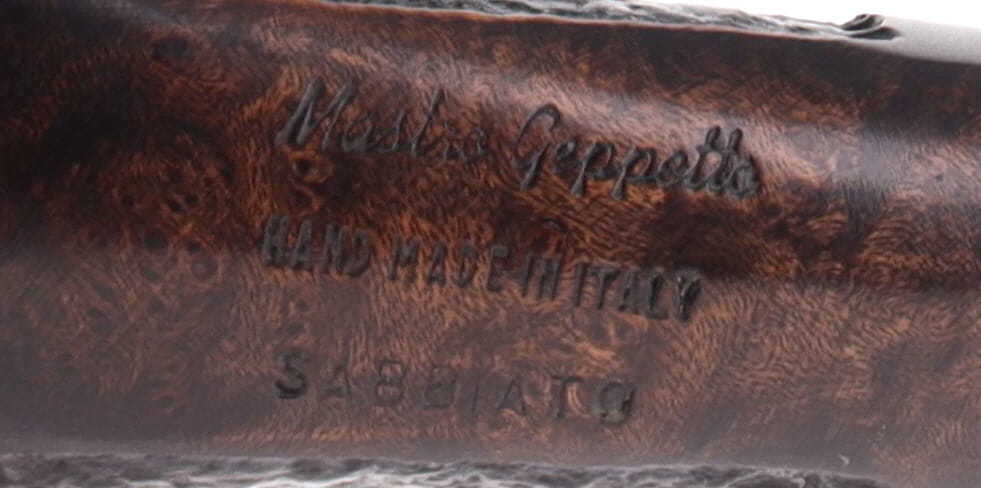 Mastro Geppetto
HAND MADE IN ITALY
SABBIATO